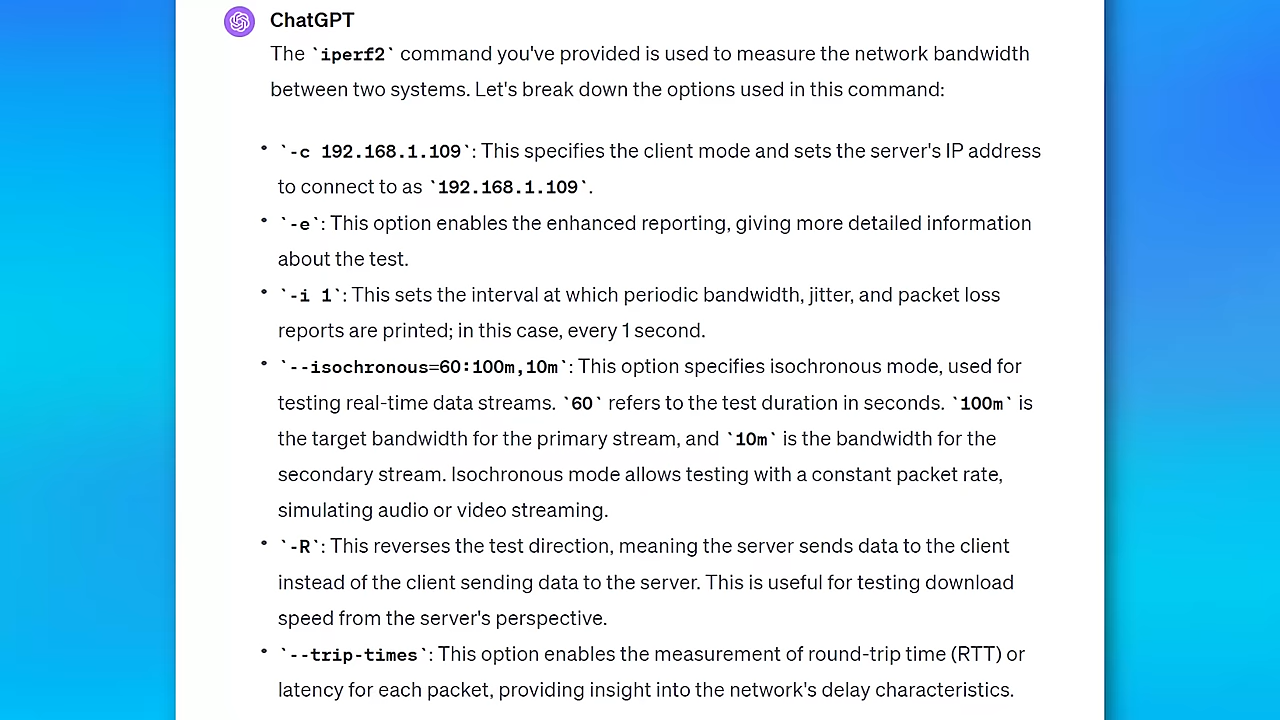 ChatGPT
The `iperf2` command you've provided is used to measure the network bandwidth
between two systems. Let's break down the options used in this command:
• `-c 192.168.1.109`: This specifies the client mode and sets the server's IP address
to connect to as `192.168.1.109`.
• `-e`: This option enables the enhanced reporting, giving more detailed information
about the test.
• `-i 1`: This sets the interval at which periodic bandwidth, jitter, and packet loss
reports are printed; in this case, every 1 second.
• `--isochronous=60:100m,10m`: This option specifies isochronous mode, used for
testing real-time data streams. `60` refers to the test duration in seconds. `100m` is
the target bandwidth for the primary stream, and `10m` is the bandwidth for the
secondary stream. Isochronous mode allows testing with a constant packet rate,
simulating audio or video streaming.
• `-R`: This reverses the test direction, meaning the server sends data to the client
instead of the client sending data to the server. This is useful for testing download
speed from the server's perspective.
• `--trip-times`: This option enables the measurement of round-trip time (RTT) or
latency for each packet, providing insight into the network's delay characteristics.